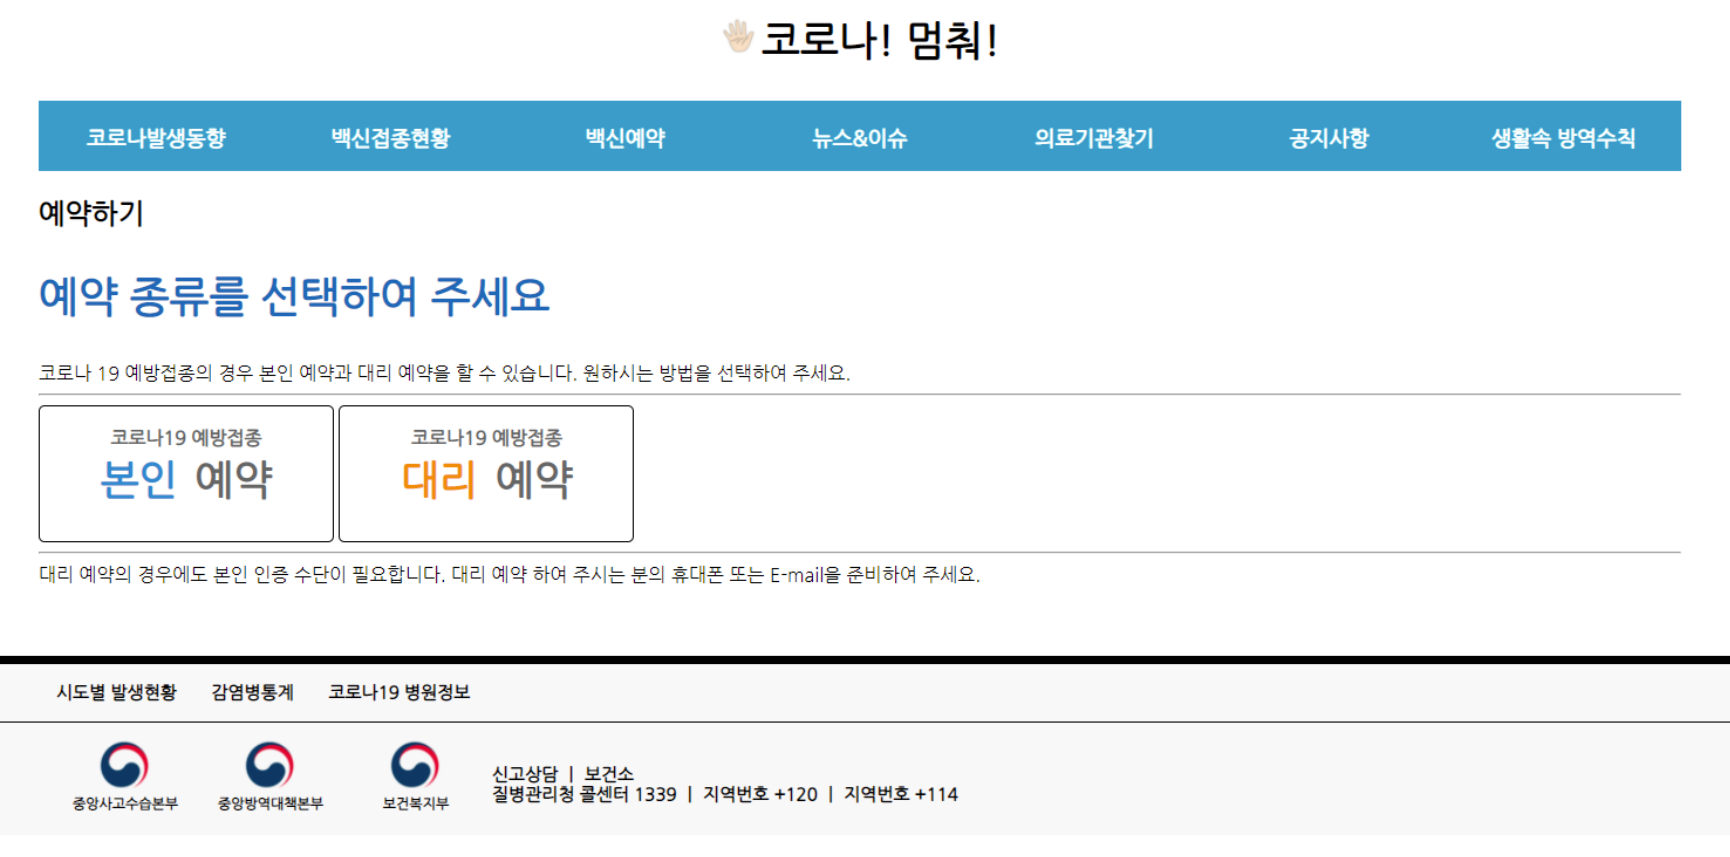 코로나! 멈춰!
코로나발생동향 백신접종현황 백신예약 뉴스&이슈 의료기관찾기 공지사항 생활속 방역수칙
예약하기
예약 종류를 선택하여 주세요
코로나 19 예방접종의 경우 본인 예약과 대리 예약을 할 수 있습니다. 원하시는 방법을 선택하여 주세요.
코로나19 예방접종
본인 예약
코로나19 예방접종
대리 예약
대리 예약의 경우에도 본인 인증 수단이 필요합니다. 대리 예약 하여 주시는 분의 휴대폰 또는 E-mail을 준비하여 주세요.
시도별 발생현황 감염병통계 코로나19 병원정보
중앙사고수습본부 중앙방역대책본부 보건복지부
신고상담 | 보건소
질병관리청 콜센터 1339 | 지역번호 +120 | 지역번호 +114